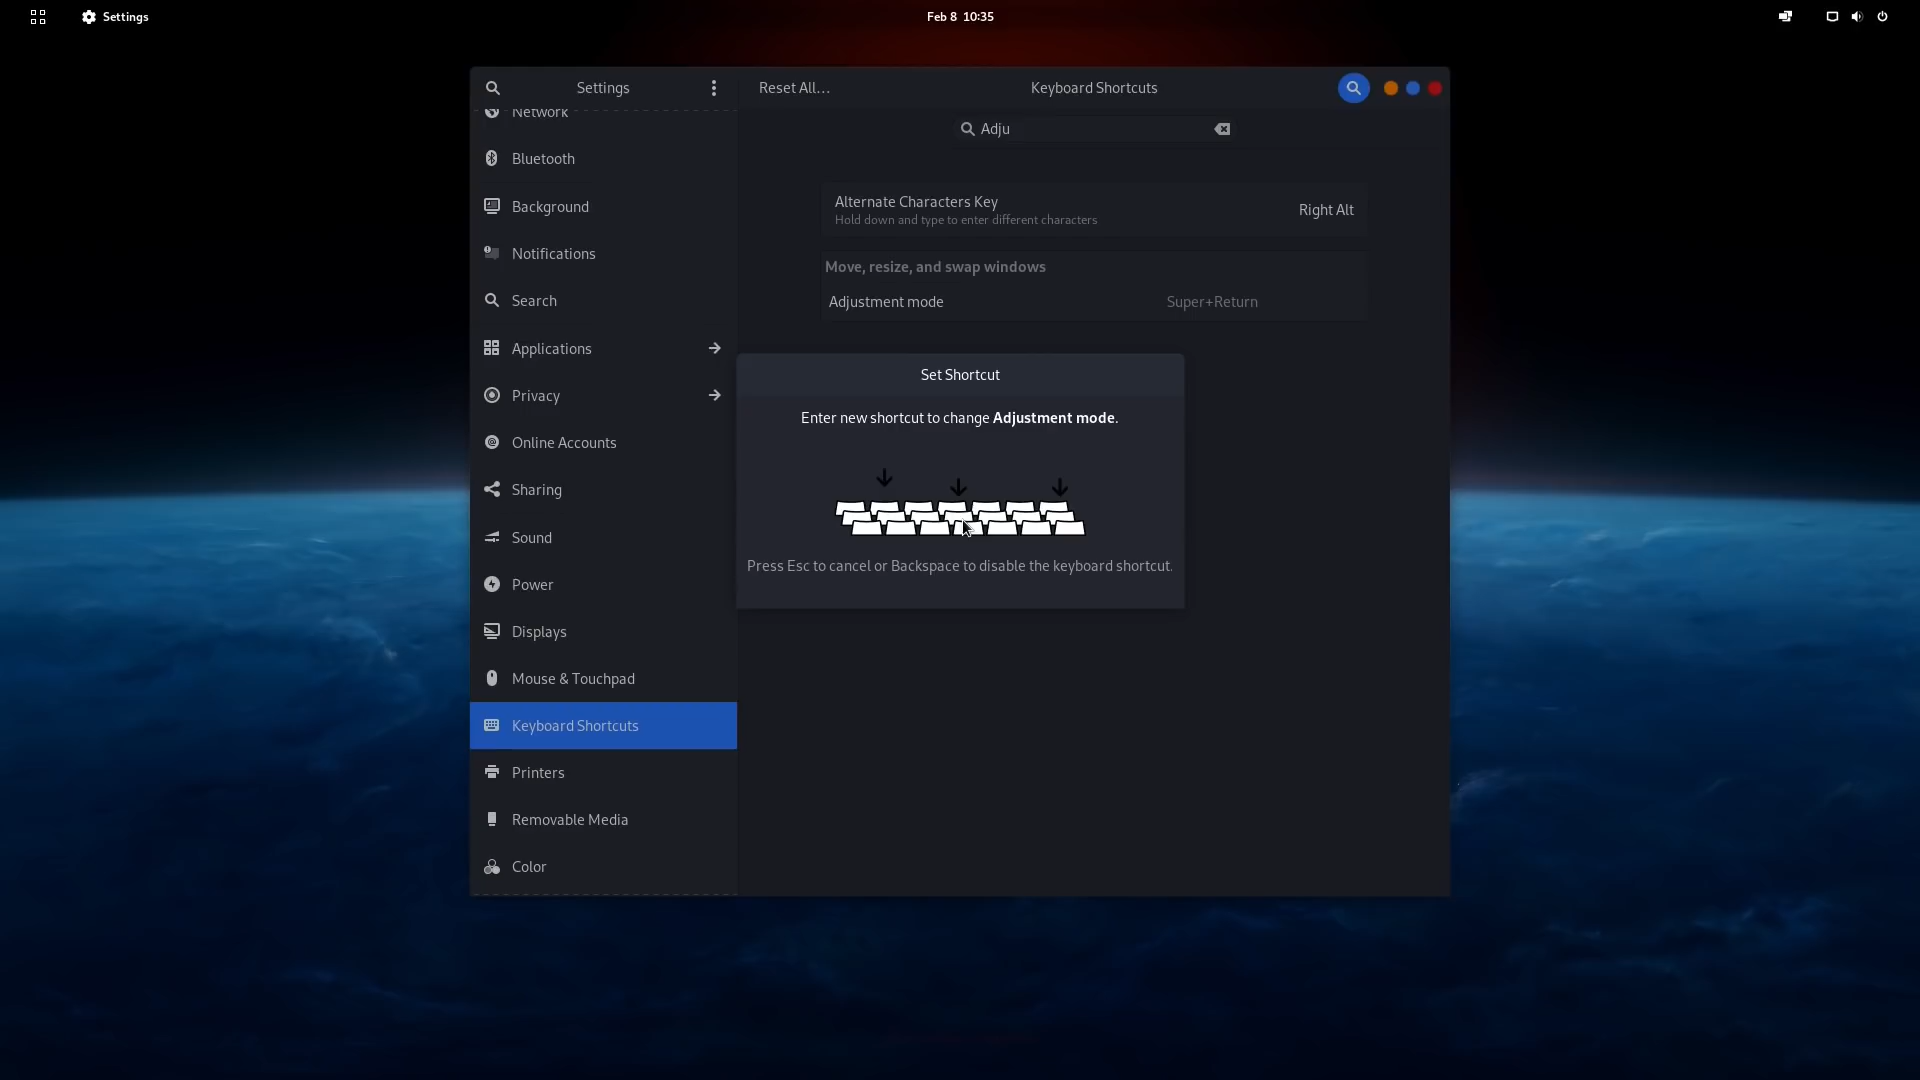 Settings
Feb 8 10:35
Settings
Reset All...
Keyboard Shortcuts
Adju
Network
Bluetooth
Background
Notifications
Search
Applications
Privacy
Online Accounts
Sharing
Sound
Power
Displays
Mouse & Touchpad
Keyboard Shortcuts
Printers
Removable Media
Color
Alternate Characters Key
Hold down and type to enter different characters
Right Alt
Move, resize, and swap windows
Adjustment mode
Super+Return
Set Shortcut
Enter new shortcut to change Adjustment mode.
Press Esc to cancel or Backspace to disable the keyboard shortcut.